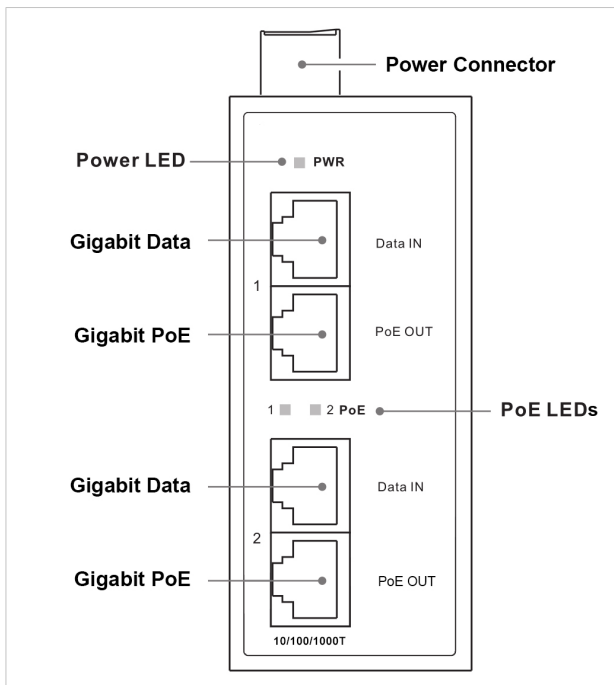 Power Connector
Power LED PWR
Gigabit Data Data IN
1
Gigabit PoE PoE OUT
1 2 PoE PoE LEDs
Gigabit Data Data IN
2
Gigabit PoE PoE OUT
10/100/1000T